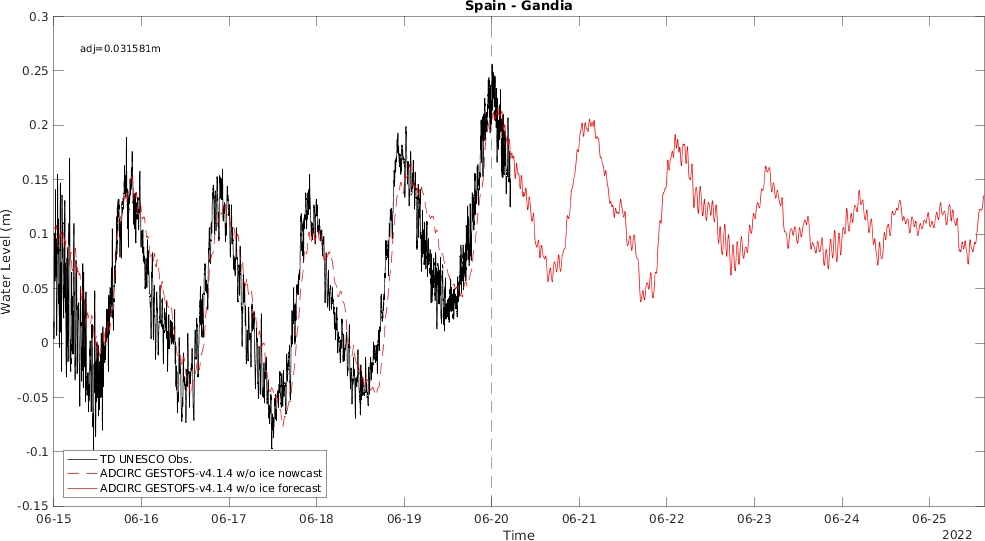 Spain - Gandia
adj=0.031581m
0.3
0.25
0.2
0.15
0.1
0.05
0
-0.05
-0.1
-0.15
Water Level (m)
TD UNESCO Obs.
ADCIRC GESTOFS-v4.1.4 w/o ice nowcast
ADCIRC GESTOFS-v4.1.4 w/o ice forecast
06-15 06-16 06-17 06-18 06-19 06-20 06-21 06-22 06-23 06-24 06-25
Time
2022